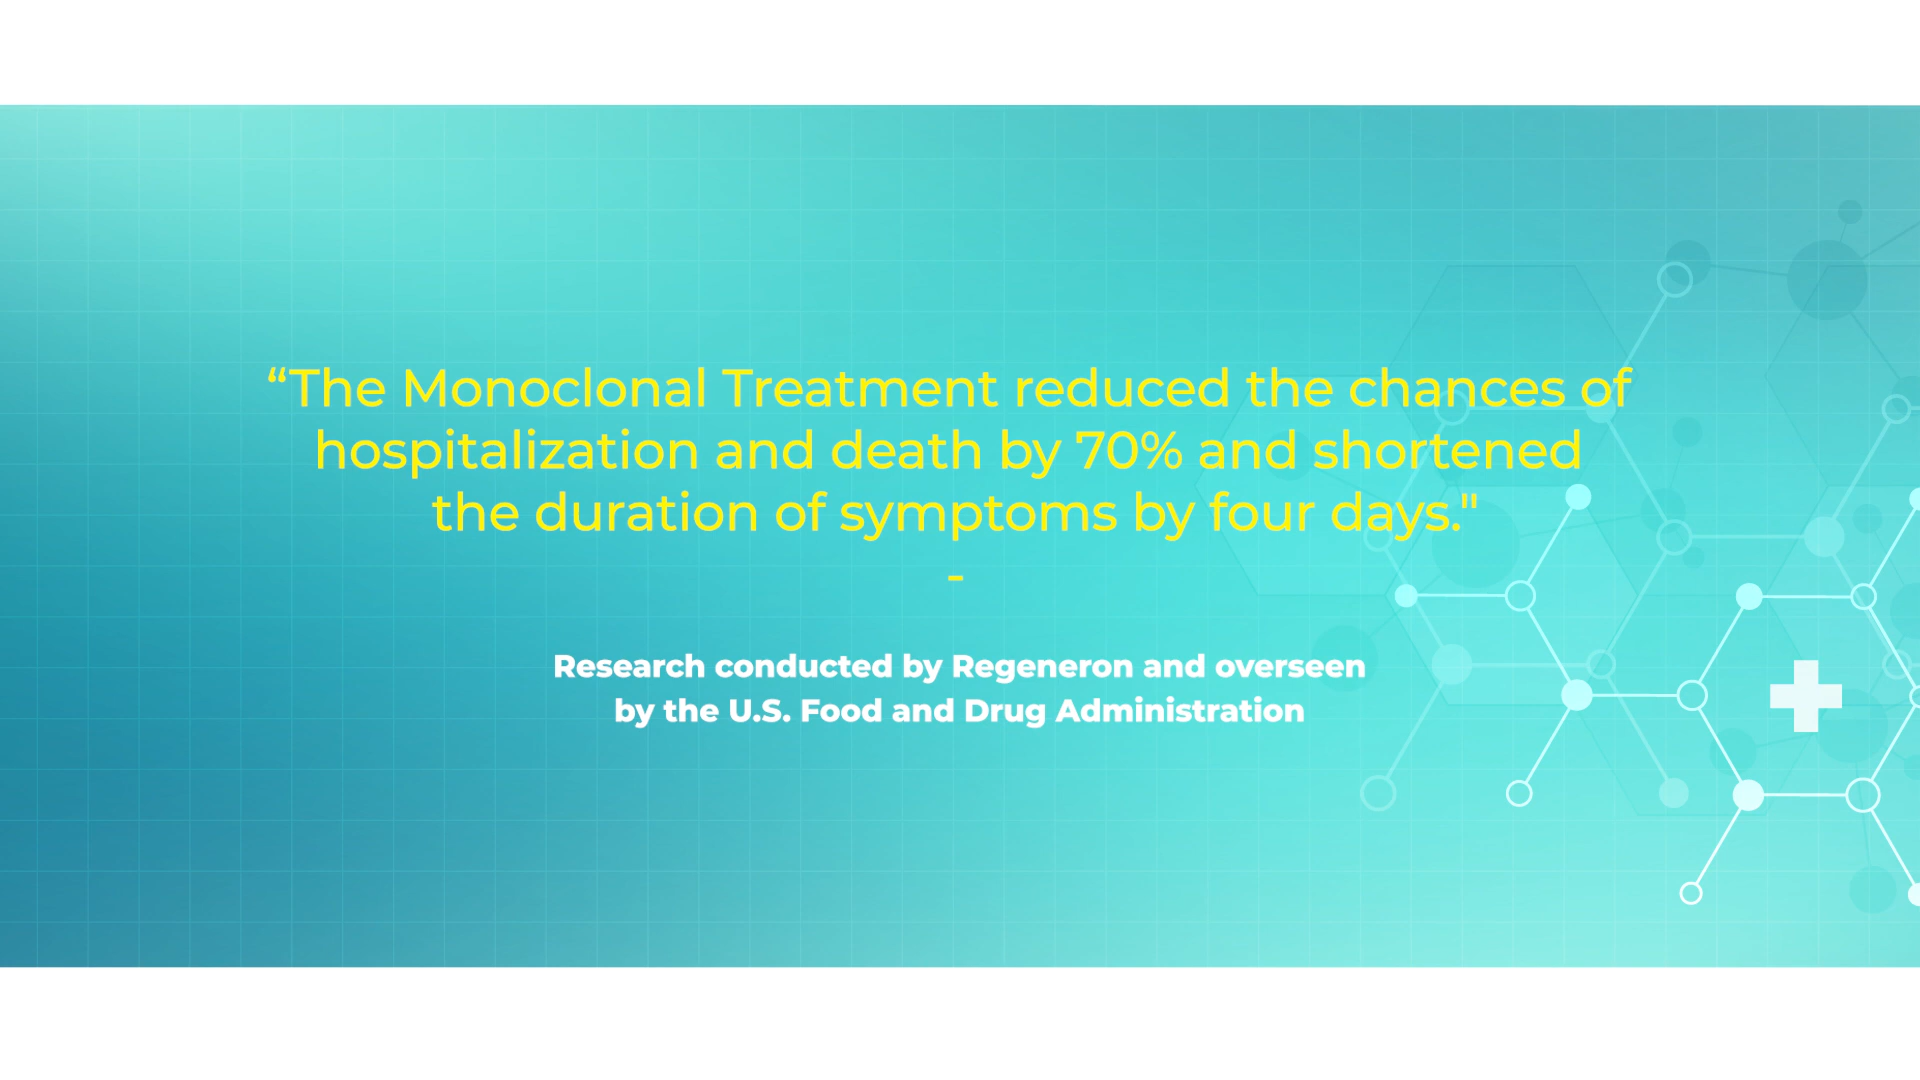 “The Monoclonal Treatment reduced the chances of
hospitalization and death by 70% and shortened
the duration of symptoms by four days."
-
Research conducted by Regeneron and overseen
by the U.S. Food and Drug Administration